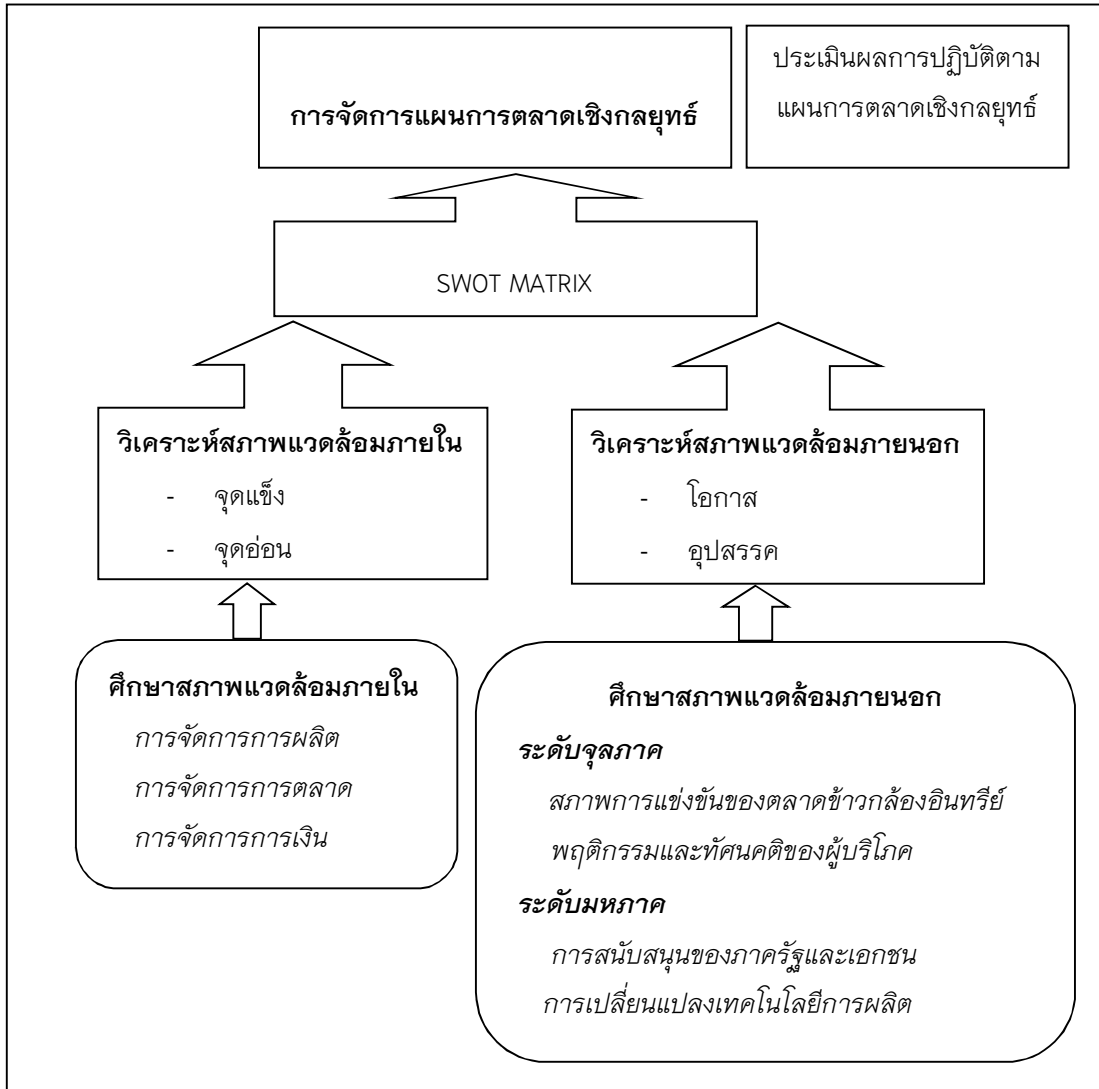 การจัดการแผนการตลาดเชิงกลยุทธ์
ประเมินผลการปฏิบัติตาม
แผนการตลาดเชิงกลยุทธ์
SWOT MATRIX
วิเคราะห์สภาพแวดล้อมภายใน
- จุดแข็ง
- จุดอ่อน
วิเคราะห์สภาพแวดล้อมภายนอก
- โอกาส
- อุปสรรค
ศึกษาสภาพแวดล้อมภายใน
การจัดการการผลิต
การจัดการการตลาด
การจัดการการเงิน
ศึกษาสภาพแวดล้อมภายนอก
ระดับจุลภาค
สภาพการแข่งขันของตลาดข้าวกล้องอินทรีย์
พฤติกรรมและทัศนคติของผู้บริโภค
ระดับมหภาค
การสนับสนุนของภาครัฐและเอกชน
การเปลี่ยนแปลงเทคโนโลยีการผลิต